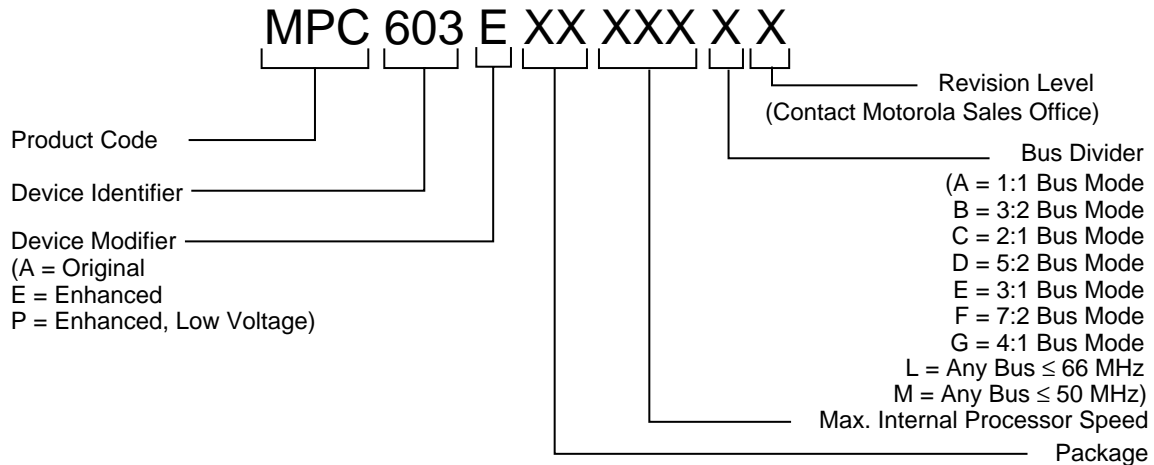 MPC 603 E XX XXX X X
Revision Level
(Contact Motorola Sales Office)
Product Code
Bus Divider
(A = 1:1 Bus Mode
B = 3:2 Bus Mode
C = 2:1 Bus Mode
D = 5:2 Bus Mode
E = 3:1 Bus Mode
F = 7:2 Bus Mode
G = 4:1 Bus Mode
L = Any Bus ≤ 66 MHz
M = Any Bus ≤ 50 MHz)
Device Identifier
Device Modifier
(A = Original
E = Enhanced
P = Enhanced, Low Voltage)
Max. Internal Processor Speed
Package